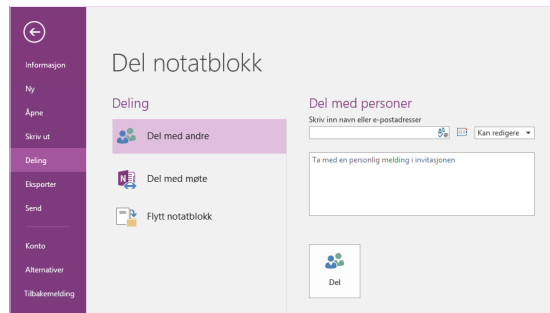 Informasjon
Ny
Åpne
Skriv ut
Deling
Eksporter
Send
Konto
Alternativer
Tilbakemelding
Del notatblokk
Deling
Del med andre
Del med møte
Flytt notatblokk
Del med personer
Skriv inn navn eller e-postadresser
Kan redigere
Ta med en personlig melding i invitasjonen
Del